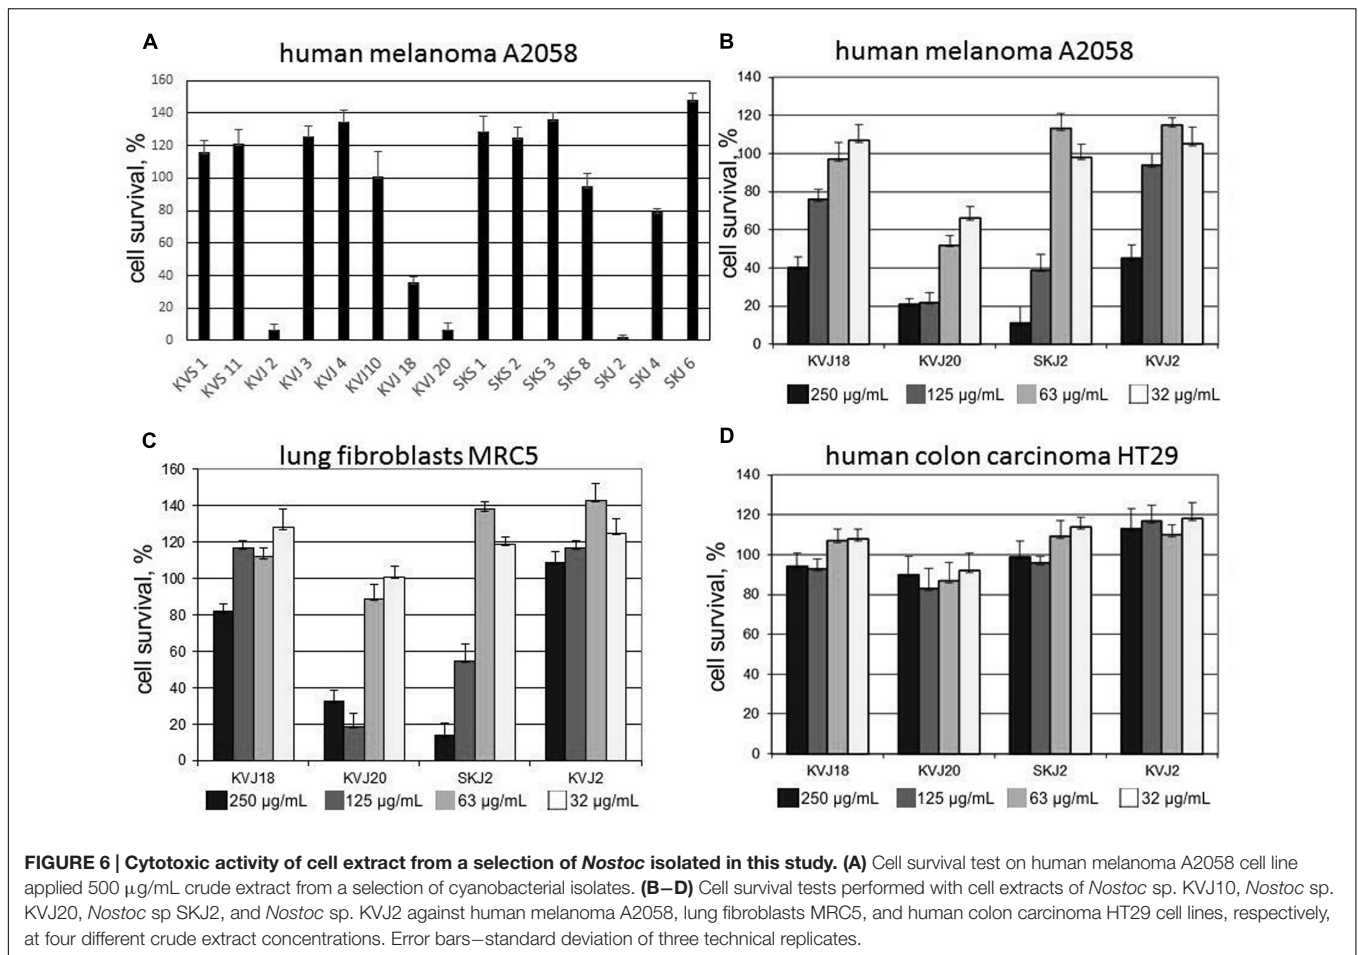 A
human melanoma A2058
cell survival, %
160
140
120
100
80
60
40
20
0
KVS 1
KVS 11
KVJ 2
KVJ 3
KVJ 4
KVJ10
KVJ 18
KVJ 20
SKS 1
SKS 2
SKS 3
SKS 8
SKJ 2
SKJ 4
SKJ 6
B
human melanoma A2058
cell survival, %
140
120
100
80
60
40
20
0
KVJ18 KVJ20 SKJ2 KVJ2
250 µg/mL 125 µg/mL 63 µg/mL 32 µg/mL
C
lung fibroblasts MRC5
cell survival, %
160
140
120
100
80
60
40
20
0
KVJ18 KVJ20 SKJ2 KVJ2
250 µg/mL 125 µg/mL 63 µg/mL 32 µg/mL
D
human colon carcinoma HT29
cell survival, %
140
120
100
80
60
40
20
0
KVJ18 KVJ20 SKJ2 KVJ2
250 µg/mL 125 µg/mL 63 µg/mL 32 µg/mL
FIGURE 6 | Cytotoxic activity of cell extract from a selection of Nostoc isolated in this study. (A) Cell survival test on human melanoma A2058 cell line
applied 500 µg/mL crude extract from a selection of cyanobacterial isolates. (B–D) Cell survival tests performed with cell extracts of Nostoc sp. KVJ10, Nostoc sp.
KVJ20, Nostoc sp SKJ2, and Nostoc sp. KVJ2 against human melanoma A2058, lung fibroblasts MRC5, and human colon carcinoma HT29 cell lines, respectively,
at four different crude extract concentrations. Error bars–standard deviation of three technical replicates.